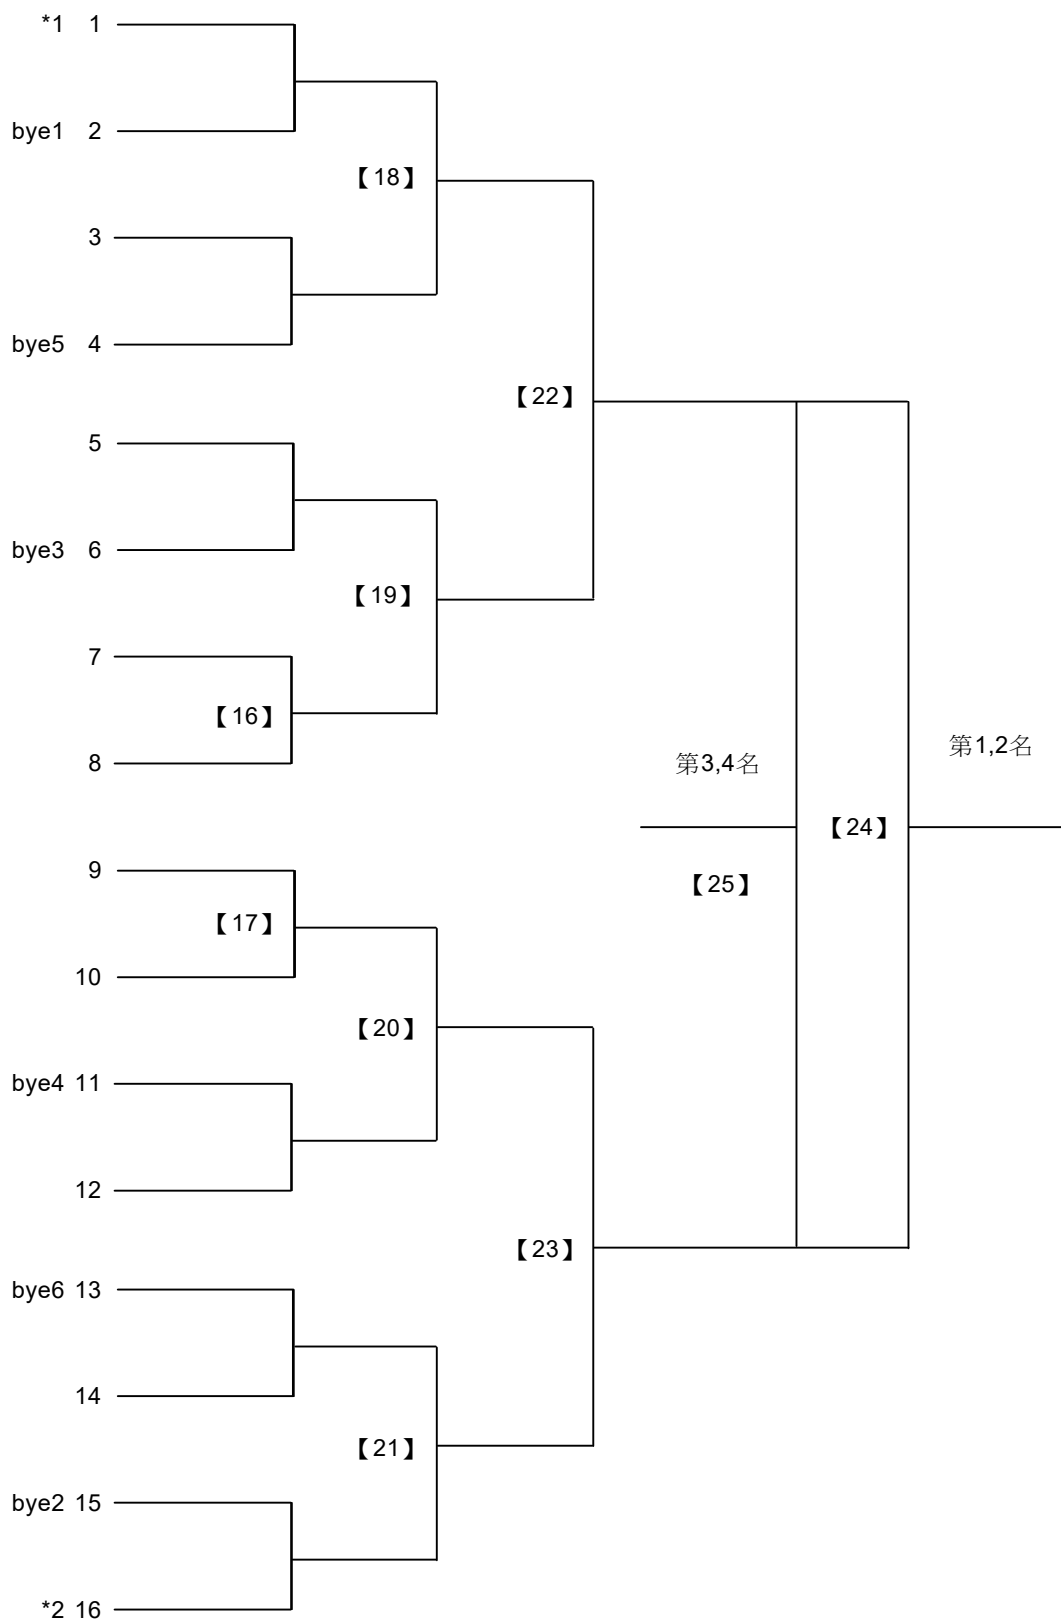 *1 1
bye1 2
【18】
3
bye5 4
【22】
5
bye3 6
【19】
7
【16】
8
第1,2名
第3,4名
【24】
9
【25】
【17】
10
【20】
bye4 11
12
【23】
bye6 13
14
【21】
bye2 15
*2 16